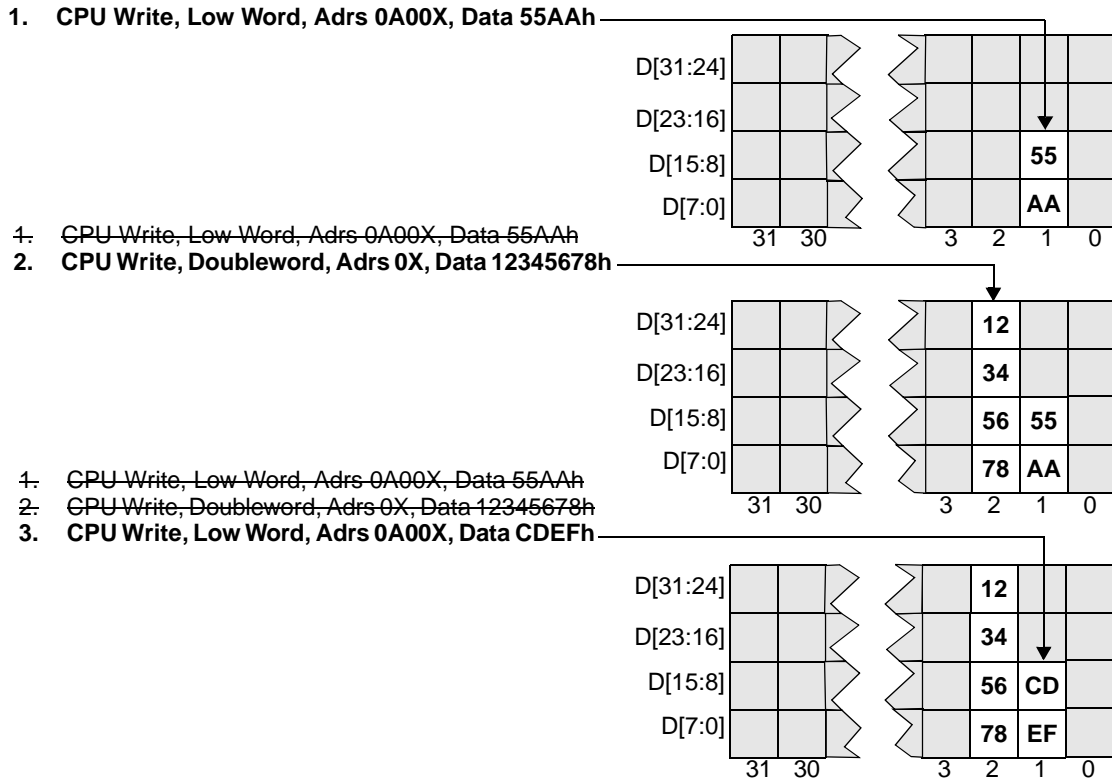 1. CPU Write, Low Word, Adrs 0A00X, Data 55AAh
D[31:24]
D[23:16]
D[15:8] 55
D[7:0] AA
31 30 3 2 1 0
1. CPU Write, Low Word, Adrs 0A00X, Data 55AAh
2. CPU Write, Doubleword, Adrs 0X, Data 12345678h
D[31:24] 12
D[23:16] 34
D[15:8] 56 55
D[7:0] 78 AA
31 30 3 2 1 0
1. CPU Write, Low Word, Adrs 0A00X, Data 55AAh
2. CPU Write, Doubleword, Adrs 0X, Data 12345678h
3. CPU Write, Low Word, Adrs 0A00X, Data CDEFh
D[31:24] 12
D[23:16] 34
D[15:8] 56 CD
D[7:0] 78 EF
31 30 3 2 1 0